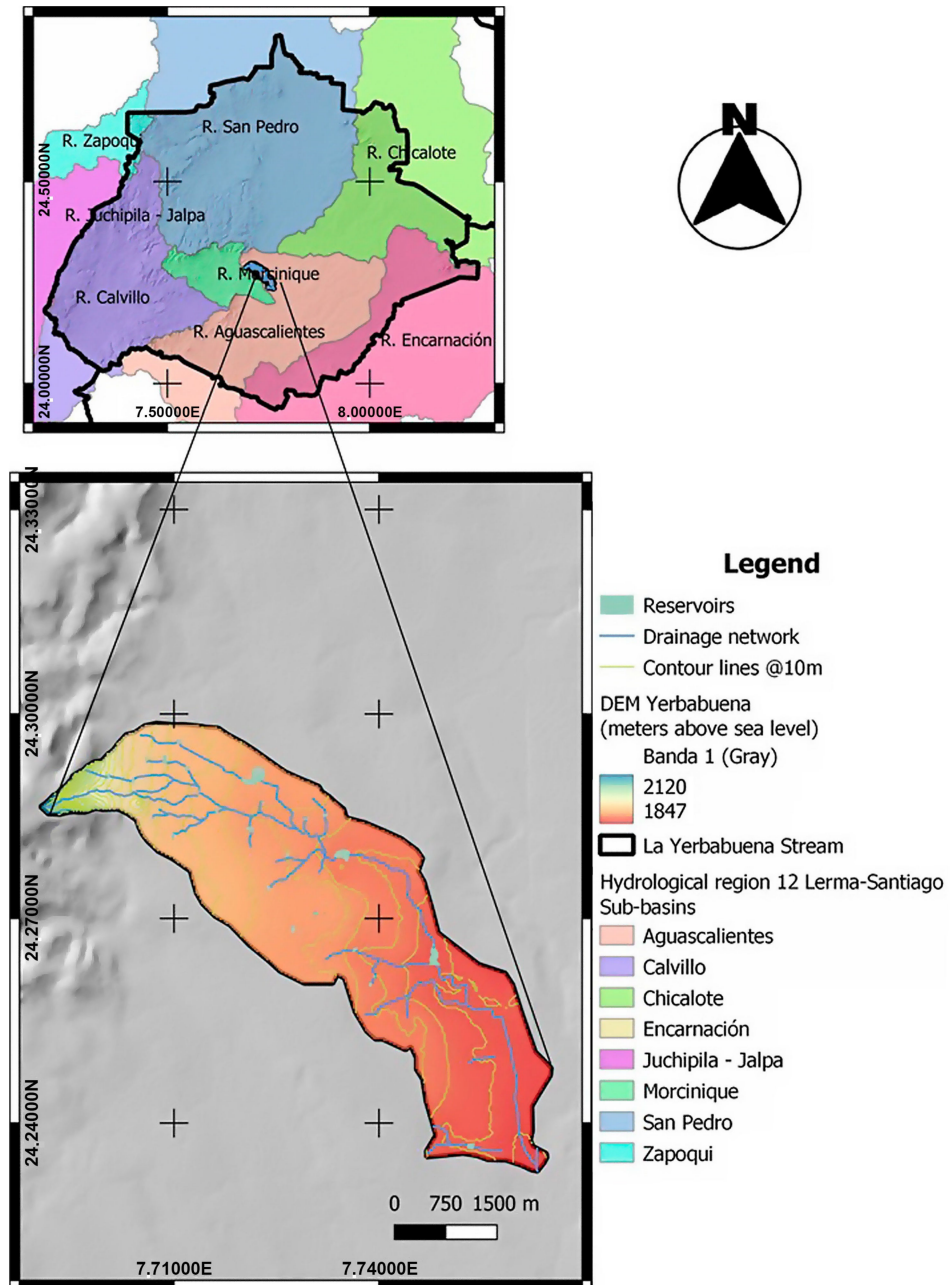 N
R. San Pedro
R. Zapoqui
R. Chicalote
24.50000N
R. Juchipila - Jalpa
R. Morcinique
R. Calvillo
R. Aguascalientes
R. Encarnación
24.00000N
7.50000E
8.00000E
24.33000N
24.30000N
24.27000N
24.24000N
0 750 1500 m
7.71000E
7.74000E
Legend
Reservoirs
Drainage network
Contour lines @10m
DEM Yerbabuena
(meters above sea level)
Banda 1 (Gray)
2120
1847
La Yerbabuena Stream
Hydrological region 12 Lerma-Santiago
Sub-basins
Aguascalientes
Calvillo
Chicalote
Encarnación
Juchipila - Jalpa
Morcinique
San Pedro
Zapoqui